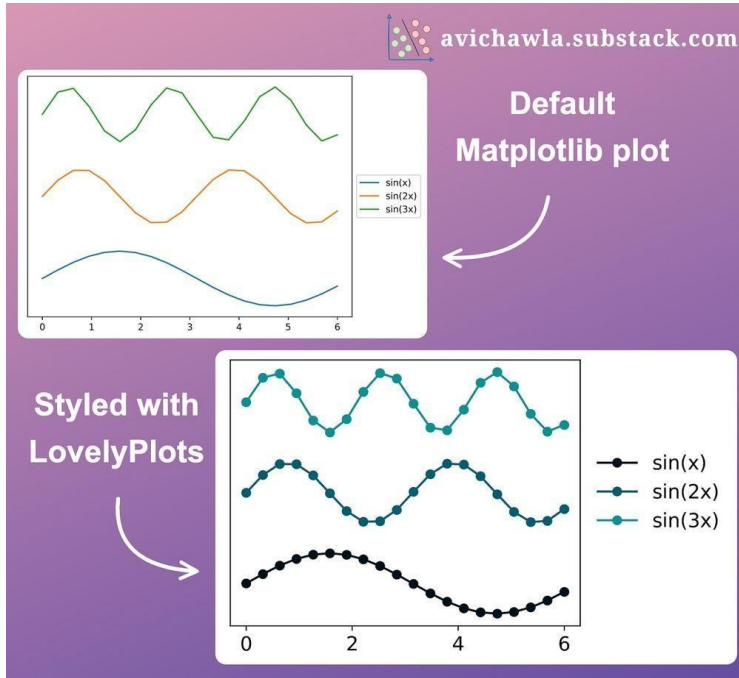 avichawla.substack.com
Default
Matplotlib plot
sin(x)
sin(2x)
sin(3x)
0 1 2 3 4 5 6
Styled with
LovelyPlots
sin(x)
sin(2x)
sin(3x)
0 2 4 6